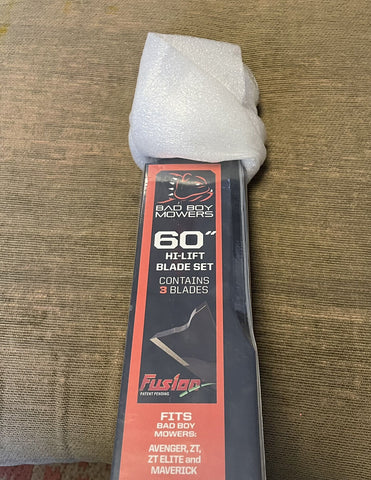 BAD BOY
MOWERS
60"
HI-LIFT
BLADE SET
CONTAINS
3 BLADES
Fusion
PATENT PENDING
FITS
BAD BOY
MOWERS:
AVENGER, ZT,
ZT ELITE and
MAVERICK